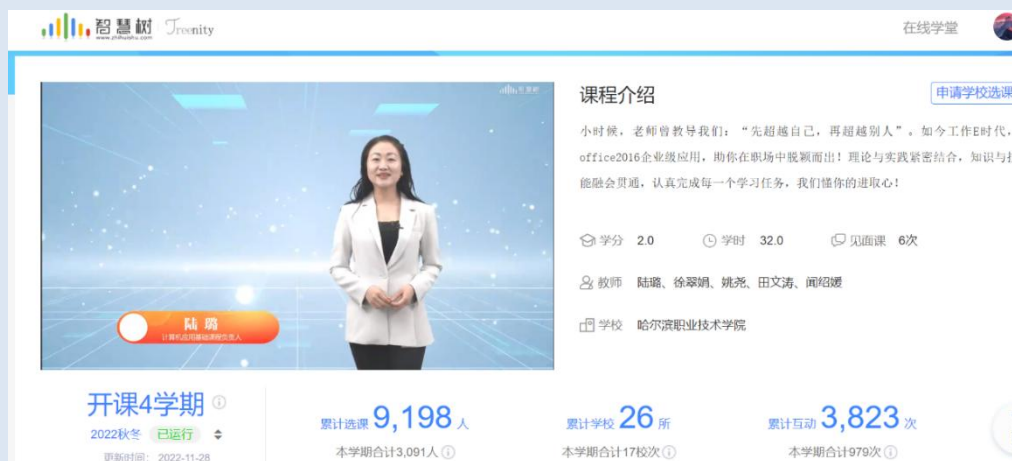 智慧树
www.zhihuishu.com
Treenity
在线学堂
智慧树
陆 璐
计算机应用基础课程负责人
课程介绍
申请学校选课
小时候，老师曾教导我们：“先超越自己，再超越别人”。如今工作E时代，
office2016企业级应用，助你在职场中脱颖而出！理论与实践紧密结合，知识与技
能融会贯通，认真完成每一个学习任务，我们懂你的进取心！
学分 2.0 学时 32.0 见面课 6次
教师 陆璐、徐翠娟、姚尧、田文涛、闻绍媛
学校 哈尔滨职业技术学院
开课4学期
2022秋冬 已运行
更新时间： 2022-11-28
累计选课 9,198 人
本学期合计3,091人
累计学校 26 所
本学期合计17校次
累计互动 3,823 次
本学期合计979次